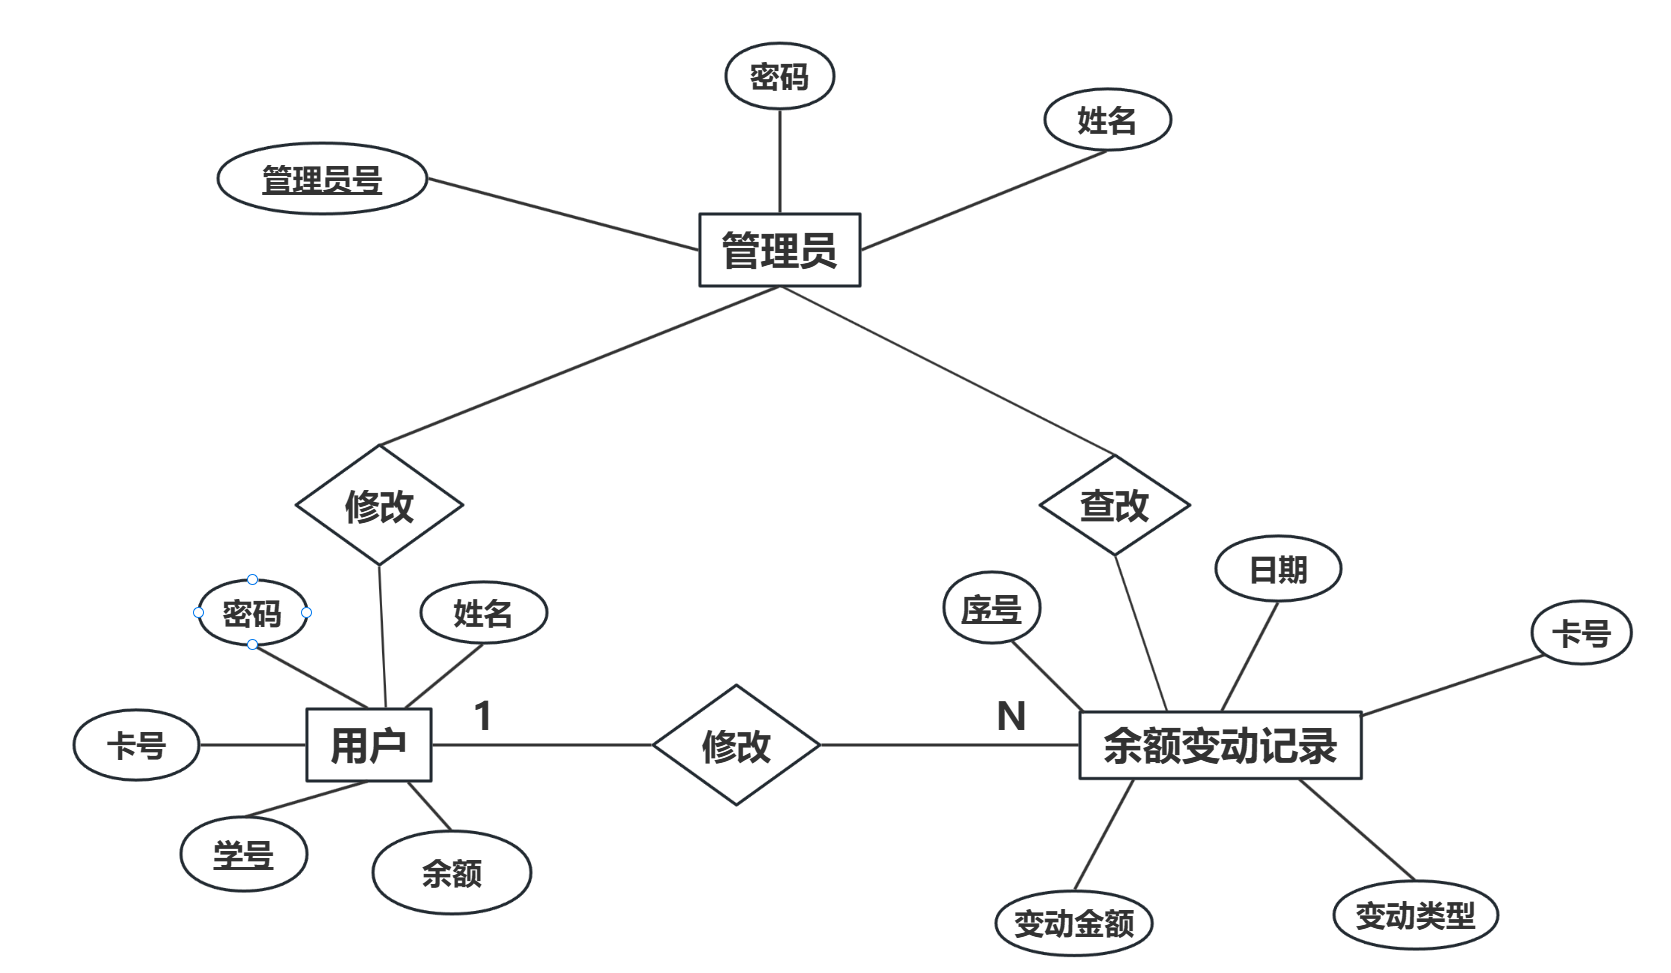 密码
姓名
管理员号
管理员
修改
查改
日期
密码
姓名
序号
卡号
1
N
卡号
用户
修改
余额变动记录
学号
余额
变动金额
变动类型